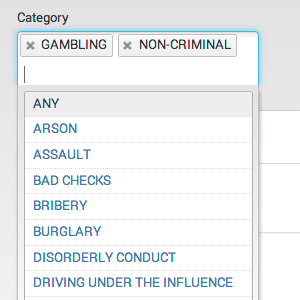 Category
× GAMBLING × NON-CRIMINAL
ANY
ARSON
ASSAULT
BAD CHECKS
BRIBERY
BURGLARY
DISORDERLY CONDUCT
DRIVING UNDER THE INFLUENCE